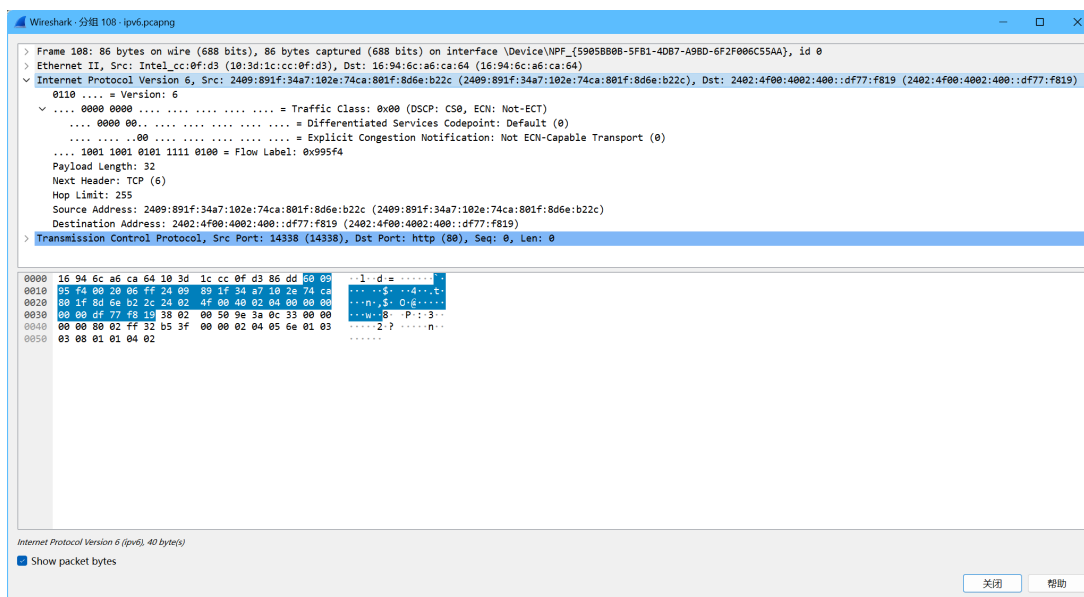 Wireshark · 分组 108 · ipv6.pcapng
Frame 108: 86 bytes on wire (688 bits), 86 bytes captured (688 bits) on interface \Device\NPF_{5905BB0B-5FB1-4DB7-A9BD-6F2F006C55AA}, id 0
Ethernet II, Src: Intel_cc:0f:d3 (10:3d:1c:cc:0f:d3), Dst: 16:94:6c:a6:ca:64 (16:94:6c:a6:ca:64)
Internet Protocol Version 6, Src: 2409:891f:34a7:102e:74ca:801f:8d6e:b22c (2409:891f:34a7:102e:74ca:801f:8d6e:b22c), Dst: 2402:4f00:4002:400::df77:f819 (2402:4f00:4002:400::df77:f819)
0110 .... = Version: 6
.... 0000 0000 .... .... .... .... .... = Traffic Class: 0x00 (DSCP: CS0, ECN: Not-ECT)
.... 0000 00.. .... .... .... .... .... = Differentiated Services Codepoint: Default (0)
.... .... ..00 .... .... .... .... .... = Explicit Congestion Notification: Not ECN-Capable Transport (0)
.... 1001 1001 0101 1111 0100 = Flow Label: 0x995f4
Payload Length: 32
Next Header: TCP (6)
Hop Limit: 255
Source Address: 2409:891f:34a7:102e:74ca:801f:8d6e:b22c (2409:891f:34a7:102e:74ca:801f:8d6e:b22c)
Destination Address: 2402:4f00:4002:400::df77:f819 (2402:4f00:4002:400::df77:f819)
Transmission Control Protocol, Src Port: 14338 (14338), Dst Port: http (80), Seq: 0, Len: 0
0000 16 94 6c a6 ca 64 10 3d 1c cc 0f d3 86 dd 60 09 ··l··d·= ······`·
0010 95 f4 00 20 06 ff 24 09 89 1f 34 a7 10 2e 74 ca ··· ··$· ··4··.t·
0020 80 1f 8d 6e b2 2c 24 02 4f 00 40 02 04 00 00 00 ···n·,$· O·@·····
0030 00 00 df 77 f8 19 38 02 00 50 9e 3a 0c 33 00 00 ···w··8· ·P·:·3··
0040 00 00 80 02 ff 32 b5 3f 00 00 02 04 05 6e 01 03 ·····2·? ·····n··
0050 03 08 01 01 04 02 ······
Internet Protocol Version 6 (ipv6), 40 byte(s)
Show packet bytes
关闭 帮助